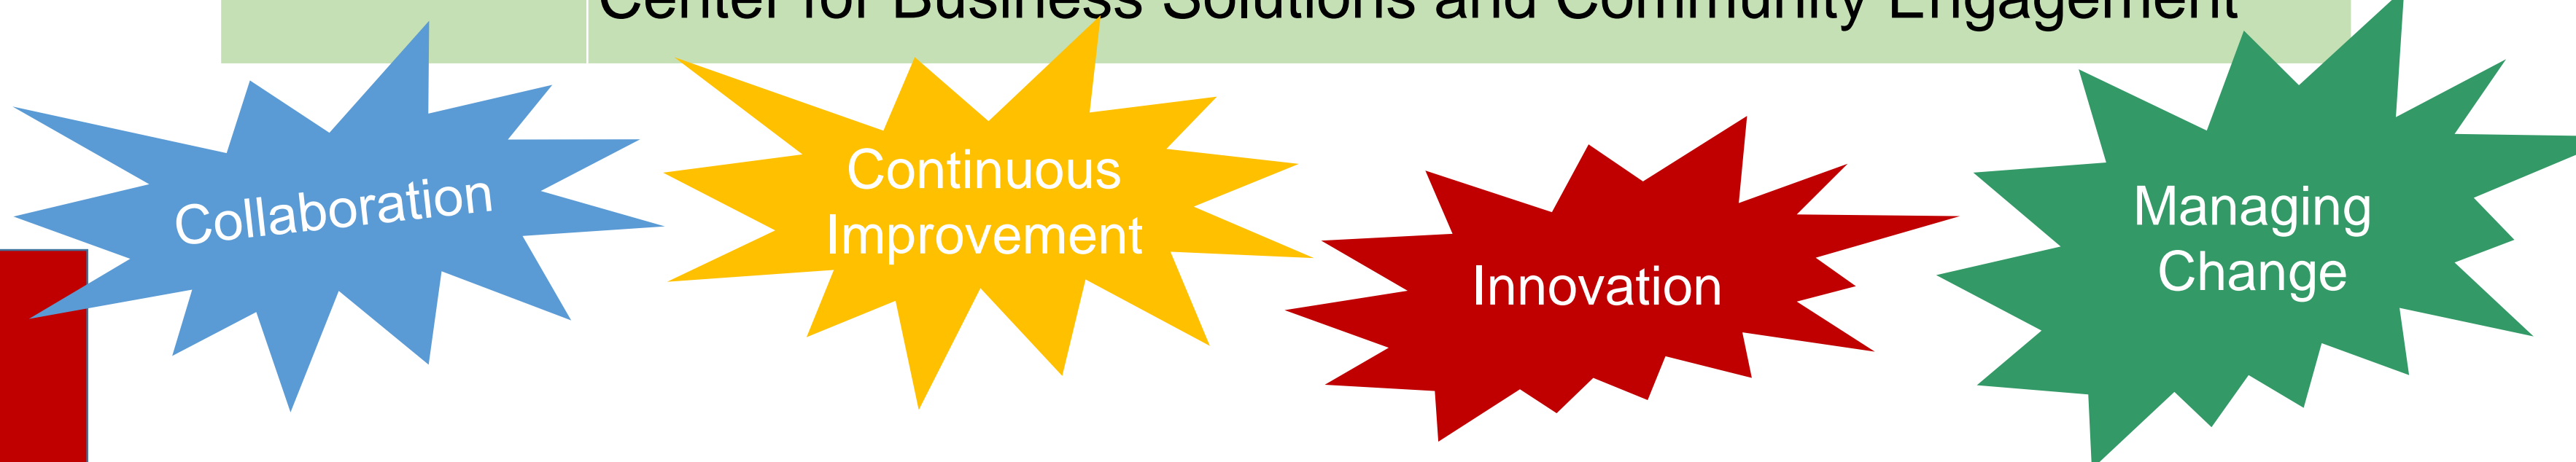 Center for Business Solutions and Community Engagement
Collaboration
Continuous
Improvement
Innovation
Managing
Change